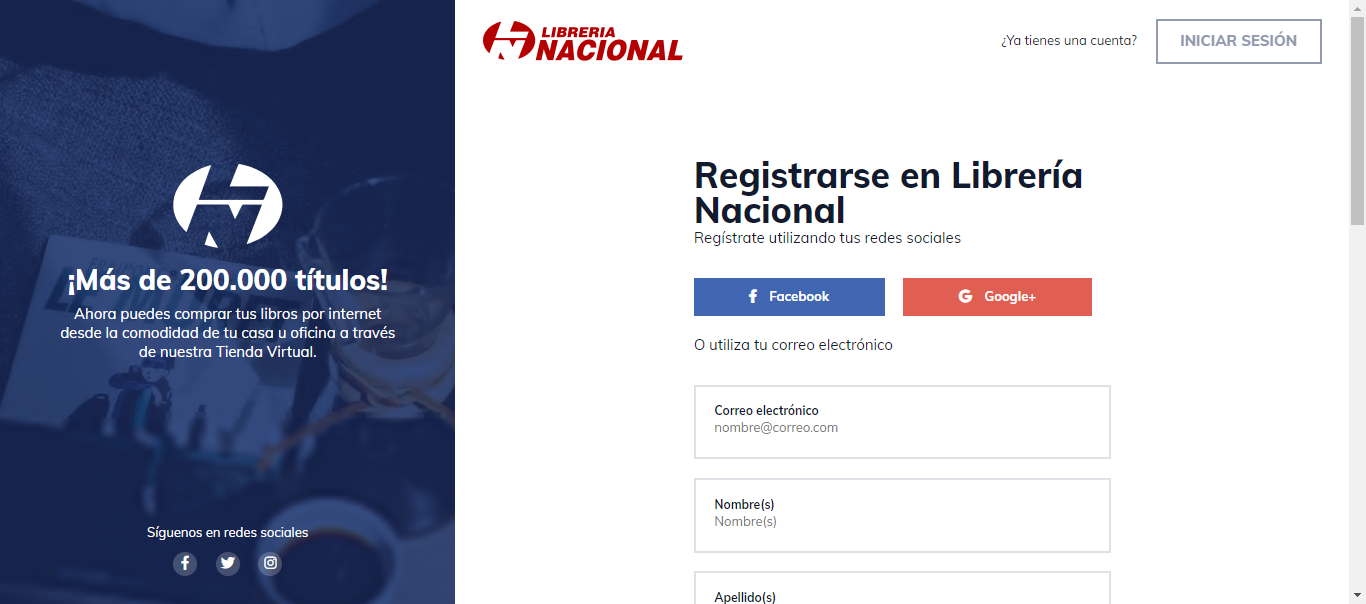 ¡Más de 200.000 títulos!
Ahora puedes comprar tus libros por internet
desde la comodidad de tu casa u oficina a través
de nuestra Tienda Virtual.
Síguenos en redes sociales
LIBRERIA
NACIONAL
¿Ya tienes una cuenta?
INICIAR SESIÓN
Registrarse en Librería
Nacional
Regístrate utilizando tus redes sociales
Facebook
Google+
O utiliza tu correo electrónico
Correo electrónico
nombre@correo.com
Nombre(s)
Nombre(s)
Apellido(s)